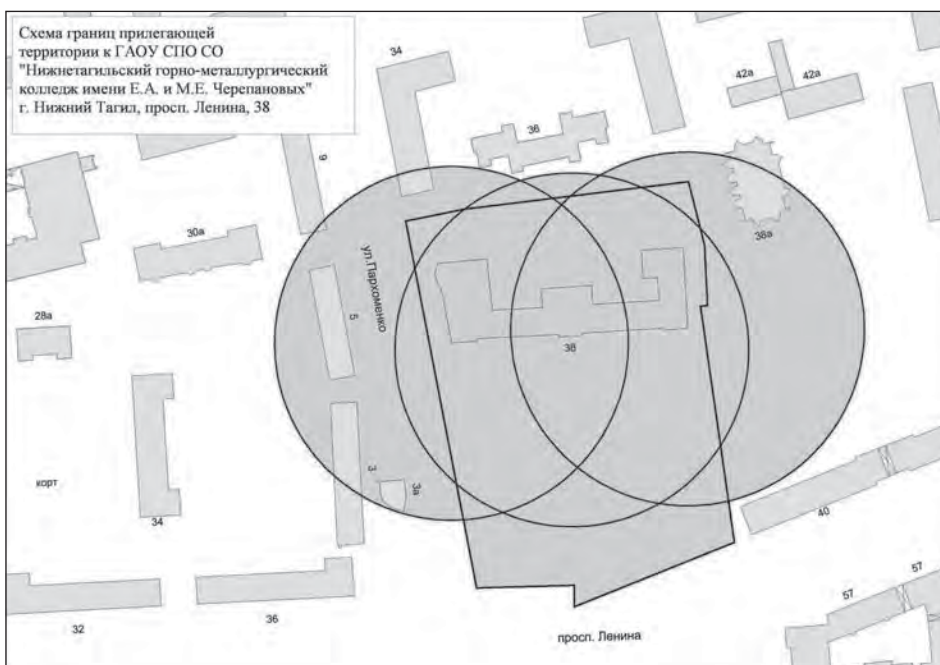 Схема границ прилегающей
территории к ГАОУ СПО СО
"Нижнетагильский горно-металлургический
колледж имени Е.А. и М.Е. Черепановых"
г. Нижний Тагил, просп. Ленина, 38
34
42а
42а
36
9
30а
38а
ул.Пархоменко
28а
5
38
3
3а
корт
34
40
57
57
32
36
просп. Ленина